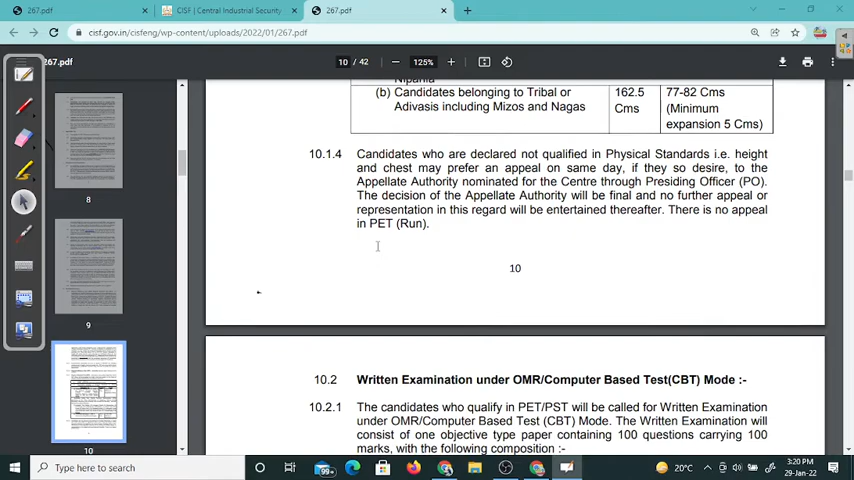 267.pdf
CISF | Central Industrial Security
267.pdf
cisf.gov.in/cisfeng/wp-content/uploads/2022/01/267.pdf
67.pdf
10 / 42
125%
8
9
10
Nipania
(b) Candidates belonging to Tribal or Adivasis including Mizos and Nagas
162.5 Cms
77-82 Cms (Minimum expansion 5 Cms)
10.1.4 Candidates who are declared not qualified in Physical Standards i.e. height
and chest may prefer an appeal on same day, if they so desire, to the
Appellate Authority nominated for the Centre through Presiding Officer (PO).
The decision of the Appellate Authority will be final and no further appeal or
representation in this regard will be entertained thereafter. There is no appeal
in PET (Run).
10
10.2 Written Examination under OMR/Computer Based Test(CBT) Mode :-
10.2.1 The candidates who qualify in PET/PST will be called for Written Examination
under OMR/Computer Based Test (CBT) Mode. The Written Examination will
consist of one objective type paper containing 100 questions carrying 100
marks, with the following composition :-
Type here to search
99+
20°C
3:20 PM
29-Jan-22